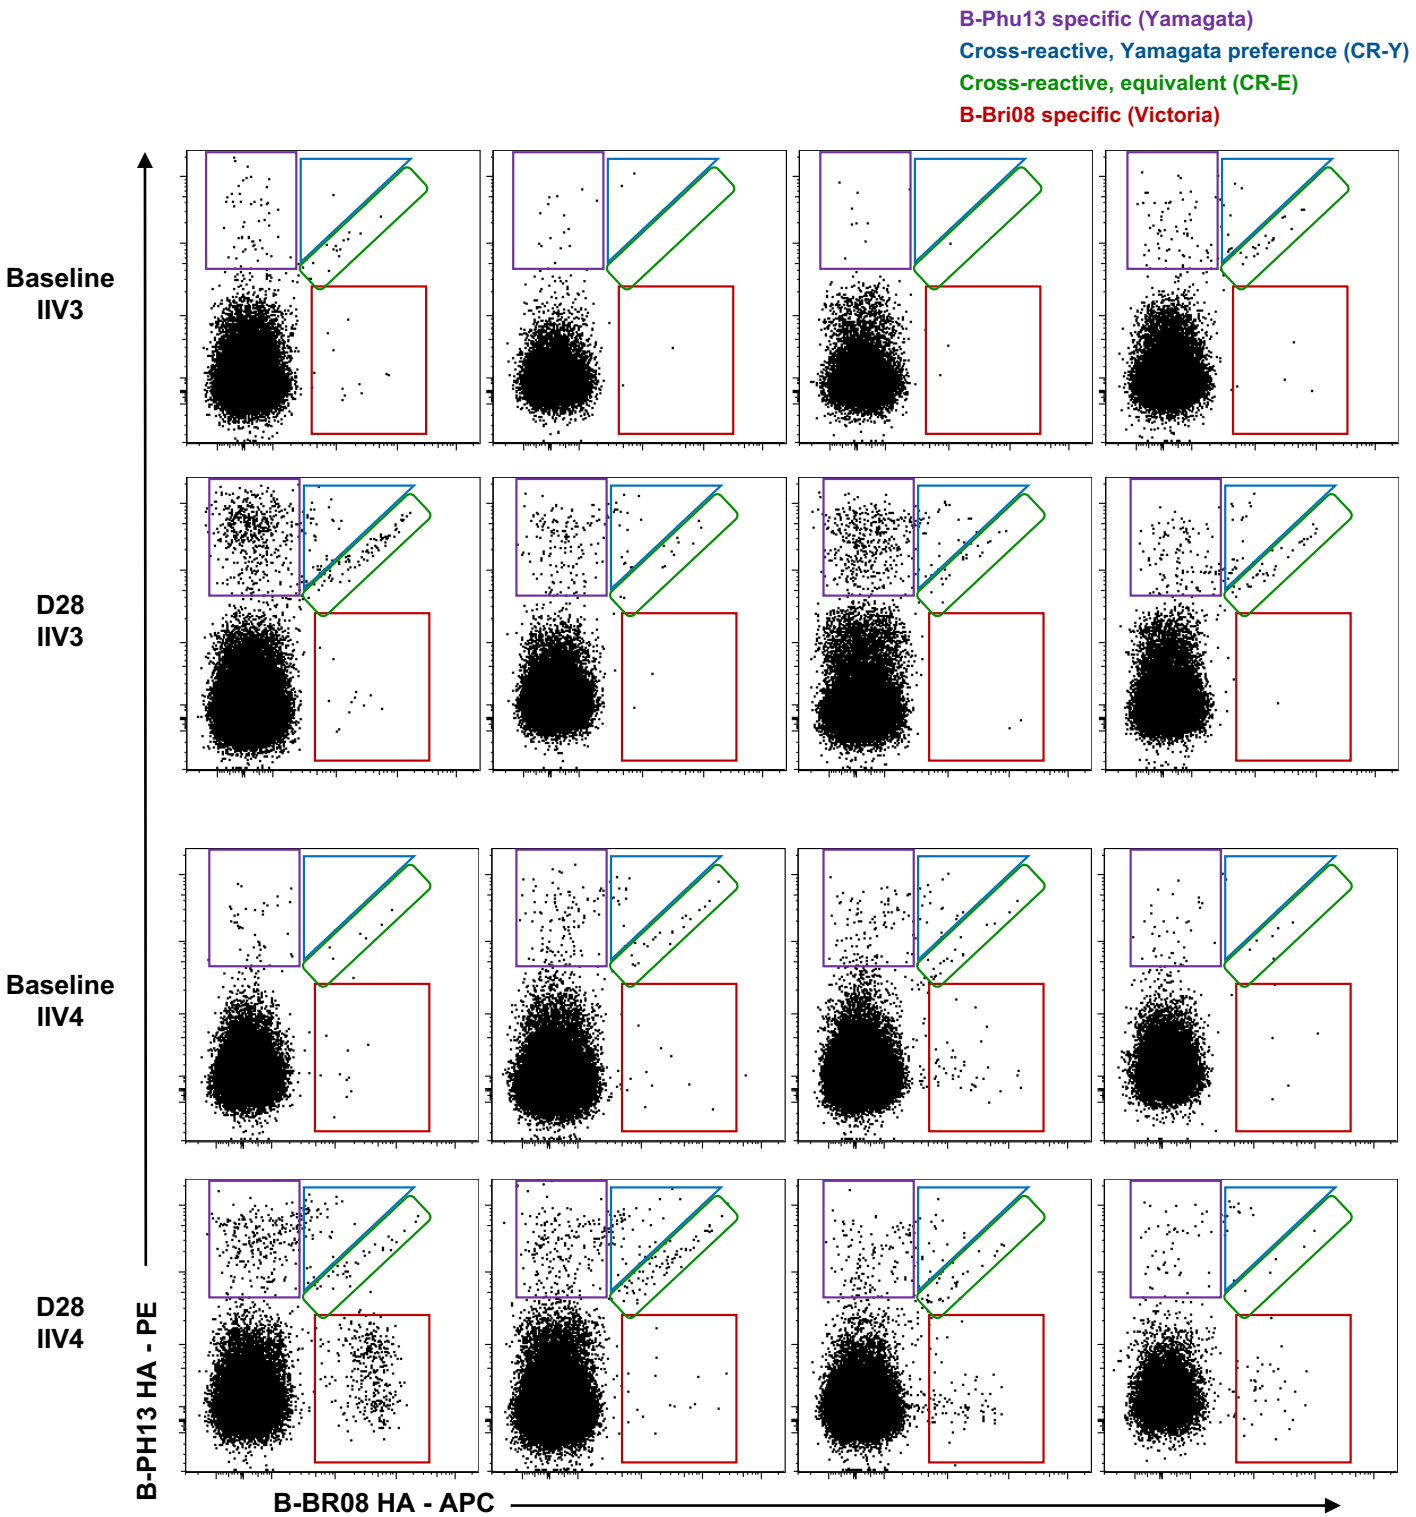 B-Phu13 specific (Yamagata)
Cross-reactive, Yamagata preference (CR-Y)
Cross-reactive, equivalent (CR-E)
B-Bri08 specific (Victoria)
Baseline
IIV3
D28
IIV3
Baseline
IIV4
D28
IIV4
B-PH13 HA - PE
B-BR08 HA - APC